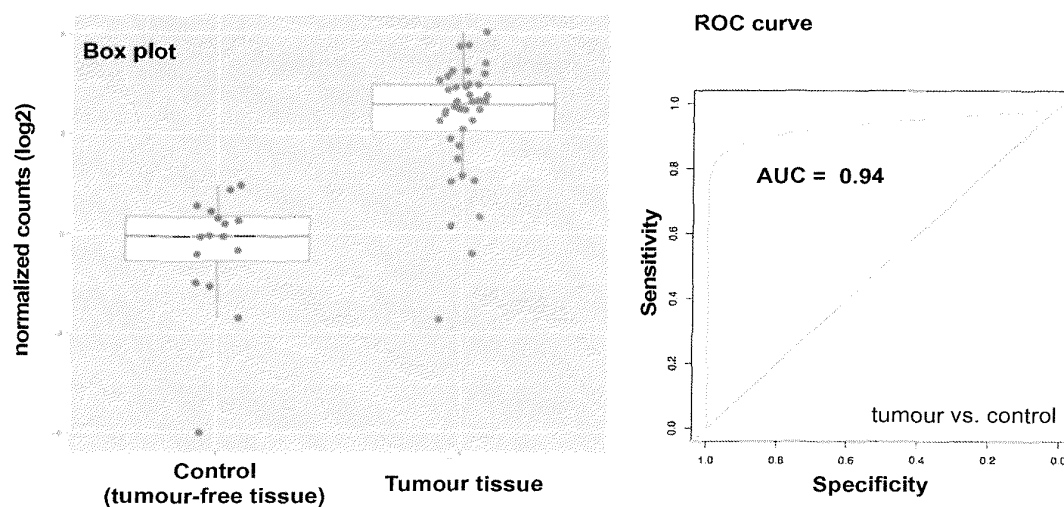 Box plot
normalized counts (log2)
Control
(tumour-free tissue)
Tumour tissue
ROC curve
AUC = 0.94
Sensitivity
1.0
0.8
0.6
0.4
0.2
0.0
tumour vs. control
1.0 0.8 0.6 0.4 0.2
Specificity